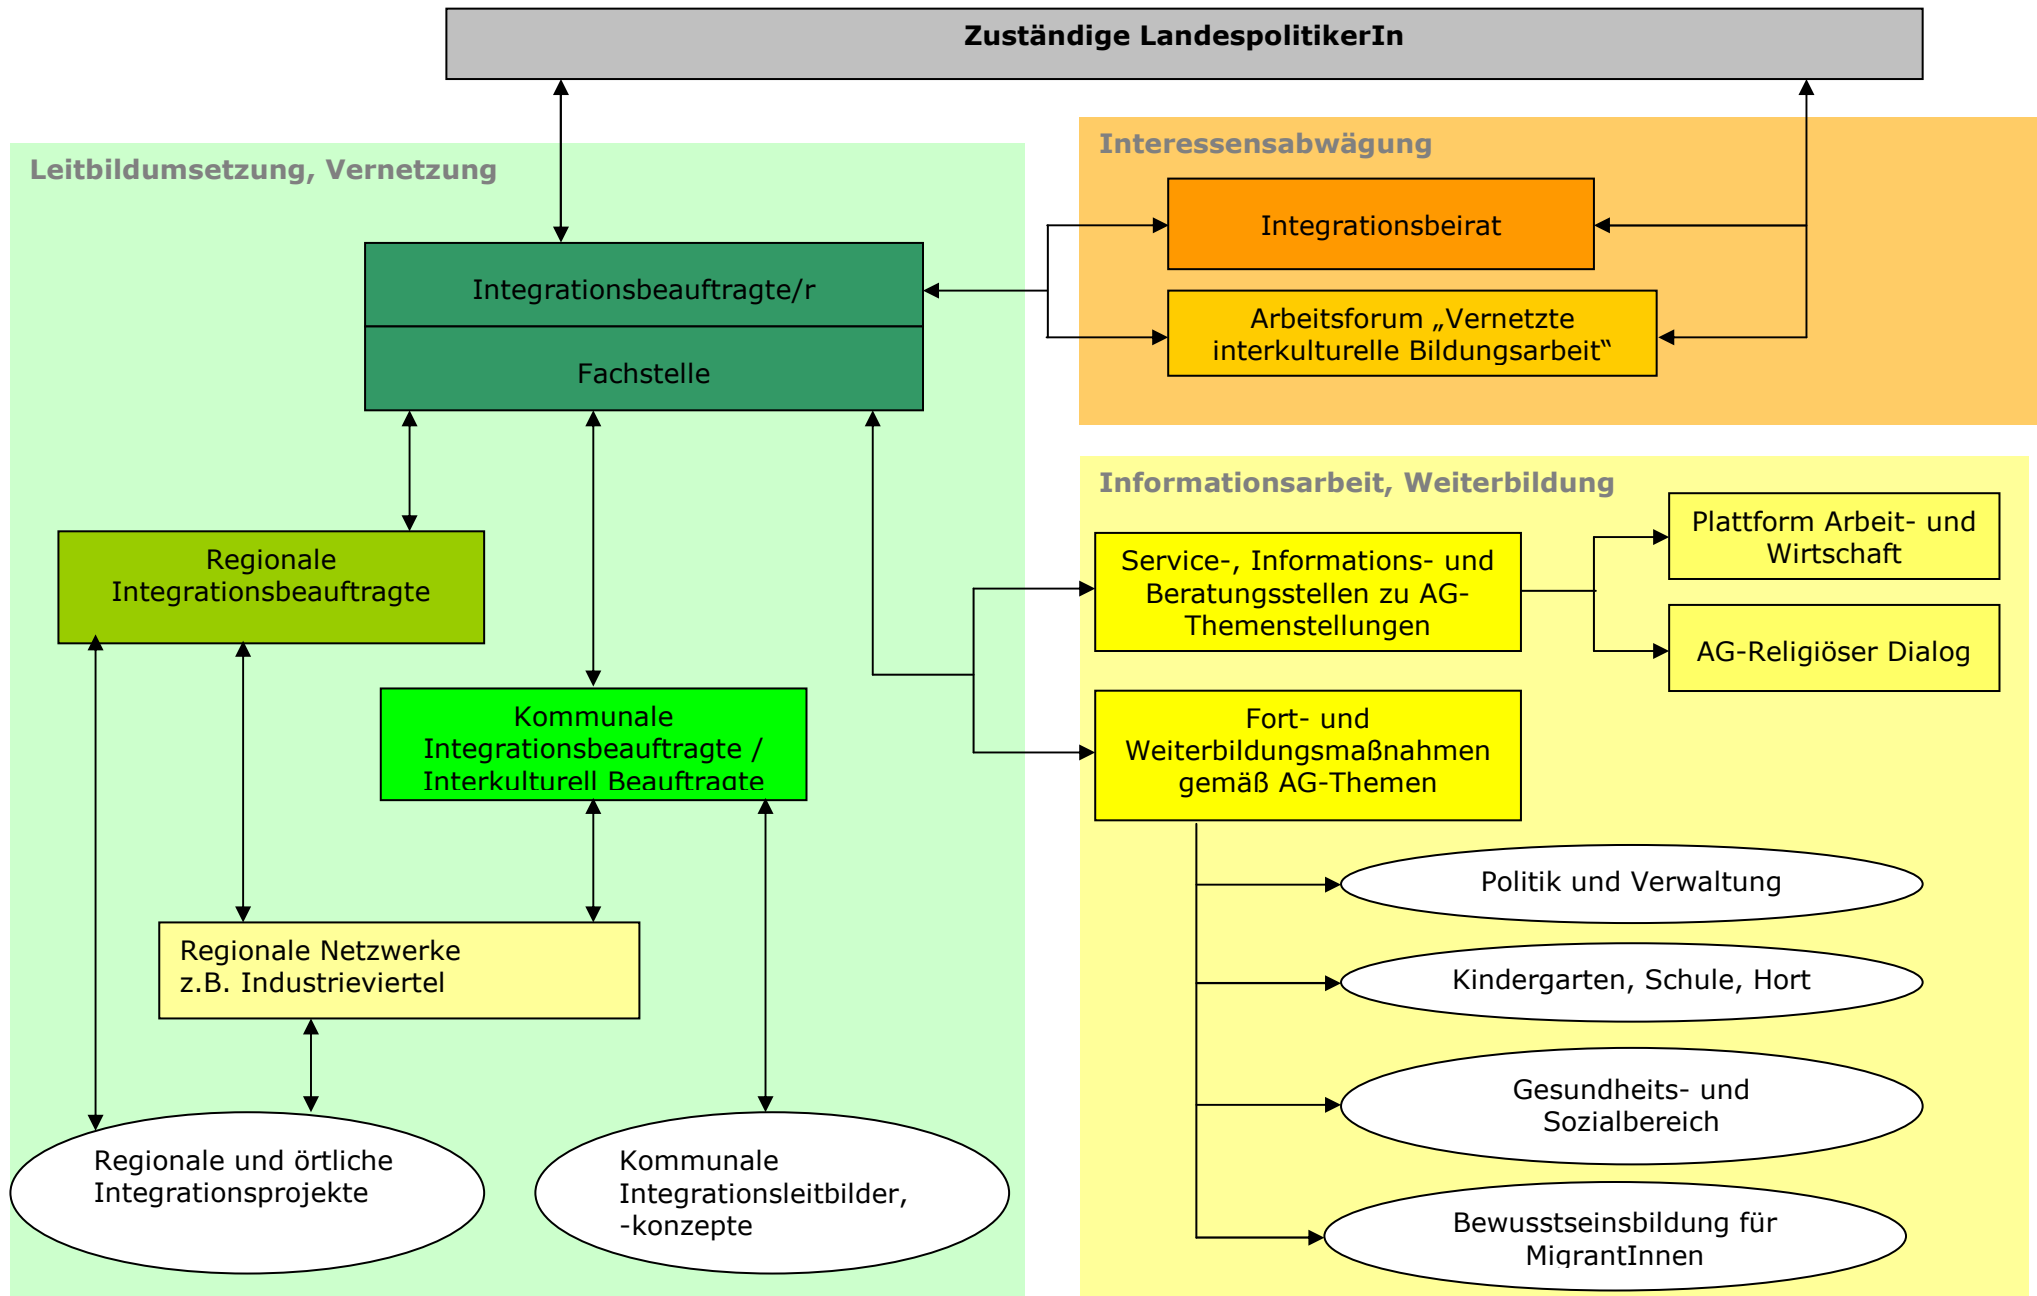 Zuständige LandespolitikerIn
Leitbildumsetzung, Vernetzung
Integrationsbeauftragte/r
Fachstelle
Regionale
Integrationsbeauftragte
Kommunale
Integrationsbeauftragte /
Interkulturell Beauftragte
Regionale Netzwerke
z.B. Industrieviertel
Regionale und örtliche
Integrationsprojekte
Kommunale
Integrationsleitbilder,
-konzepte
Interessensabwägung
Integrationsbeirat
Arbeitsforum „Vernetzte
interkulturelle Bildungsarbeit“
Informationsarbeit, Weiterbildung
Service-, Informations- und
Beratungsstellen zu AG-
Themenstellungen
Plattform Arbeit- und
Wirtschaft
AG-Religiöser Dialog
Fort- und
Weiterbildungsmaßnahmen
gemäß AG-Themen
Politik und Verwaltung
Kindergarten, Schule, Hort
Gesundheits- und
Sozialbereich
Bewusstseinsbildung für
MigrantInnen